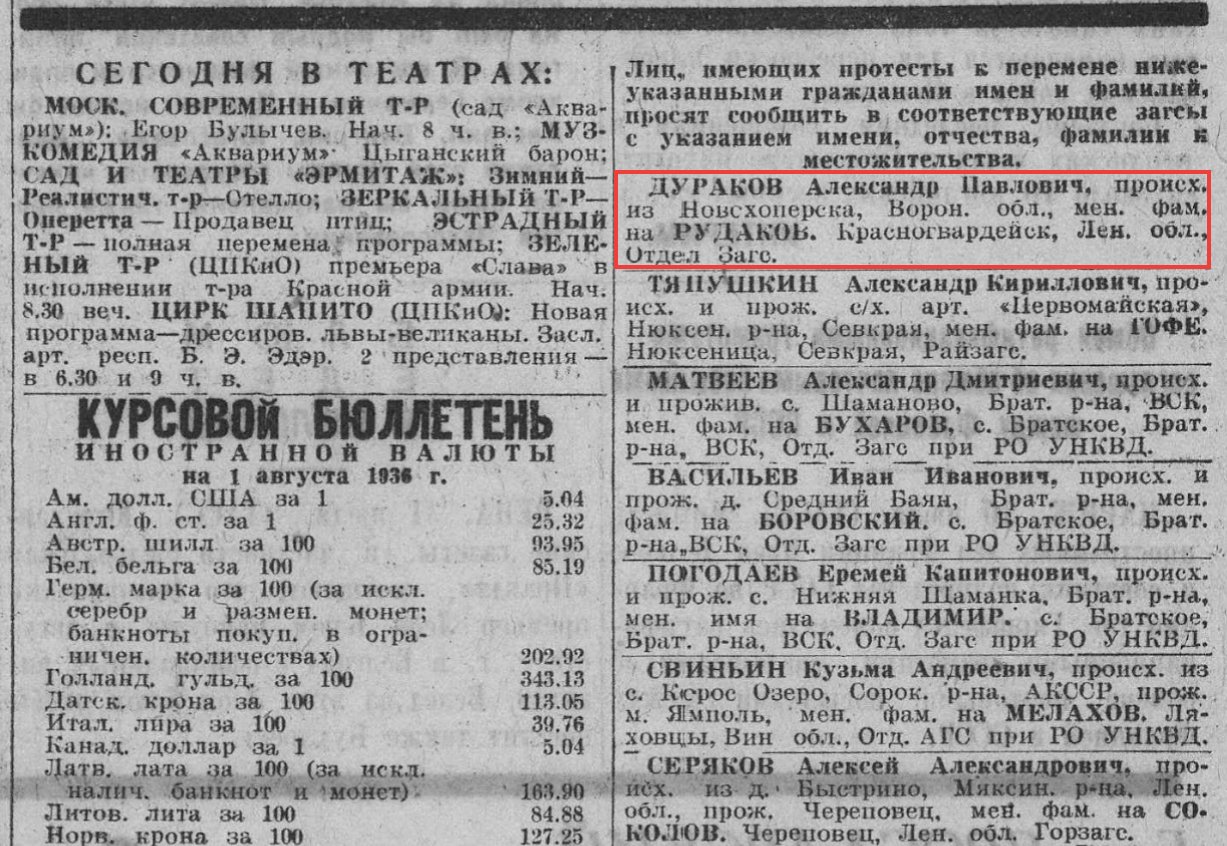 СЕГОДНЯ В ТЕАТРАХ:
МОСК. СОВРЕМЕННЫЙ Т-Р (сад «Аква-
риум»): Егор Булычев. Нач. 8 ч. в.; МУЗ-
КОМЕДИЯ «Аквариум» Цыганский барон;
САД И ТЕАТРЫ «ЭРМИТАЖ»: Зимний—
Реалистич. т-р—Отелло; ЗЕРКАЛЬНЫЙ Т-Р—
Оперетта — Продавец птиц; ЭСТРАДНЫЙ
Т-Р — полная перемена программы; ЗЕЛЕ-
НЫЙ Т-Р (ЦПКиО) премьера «Слава» в
исполнении т-ра Красной армии. Нач.
8.30 веч. ЦИРК ШАПИТО (ЦПКиО): Новая
программа—дрессиров. львы-великаны. Засл.
арт. респ. Б. Э. Эдэр. 2 представления —
в 6.30 и 9 ч. в.
КУРСОВОЙ БЮЛЛЕТЕНЬ
ИНОСТРАННОЙ ВАЛЮТЫ
на 1 августа 1936 г.
Ам. долл. США за 1 5.04
Англ. ф. ст. за 1 25.32
Австр. шилл за 100 93.95
Бел. бельга за 100 85.19
Герм. марка за 100 (за искл.
серебр и размен. монет;
банкноты покуп. в огра-
ничен. количествах) 202.92
Голланд. гульд. за 100 343.13
Датск. крона за 100 113.05
Итал. лира за 100 39.76
Канад. доллар за 1 5.04
Латв. лата за 100 (за искл.
налич. банкнот и монет) 163.90
Литов. лита за 100 84.88
Норв. крона за 100 127.25
Лиц, имеющих протесты к перемене ниже-
указанными гражданами имен и фамилий,
просят сообщить в соответствующие загсы
с указанием имени, отчества, фамилии и
местожительства.
ДУРАКОВ Александр Павлович, происх.
из Новохоперска, Ворон. обл., мен. фам.
на РУДАКОВ. Красногвардейск, Лен. обл.,
Отдел Загс.
ТЯПУШКИН Александр Кириллович, про-
исх. и прож. с/х. арт. «Первомайская»,
Нюксен. р-на, Севкрая, мен. фам. на ГОФЕ.
Нюксеница, Севкрая, Райзагс.
МАТВЕЕВ Александр Дмитриевич, происх.
и прожив. с. Шаманово, Брат. р-на, ВСК,
мен. фам. на БУХАРОВ, с. Братское, Брат.
р-на, ВСК, Отд. Загс при РО УНКВД.
ВАСИЛЬЕВ Иван Иванович, происх. и
прож. д. Средний Баян, Брат. р-на, мен.
фам. на БОРОВСКИЙ. с. Братское, Брат.
р-на, ВСК, Отд. Загс при РО УНКВД.
ПОГОДАЕВ Еремей Капитонович, происх.
и прож. с. Нижняя Шаманка, Брат. р-на,
мен. имя на ВЛАДИМИР. с. Братское,
Брат. р-на, ВСК, Отд. Загс при РО УНКВД.
СВИНЬИН Кузьма Андреевич, происх. из
с. Керос Озеро, Сорок. р-на, АКССР, прож.
м. Ямполь, мен. фам. на МЕЛАХОВ. Ля-
ховцы, Вин обл., Отд. АГС при РО УНКВД.
СЕРЯКОВ Алексей Александрович, про-
исх. из д. Быстрино, Мяксин. р-на, Лен.
обл., прож. Череповец, мен. фам. на СО-
КОЛОВ. Череповец, Лен. обл. Горзагс.